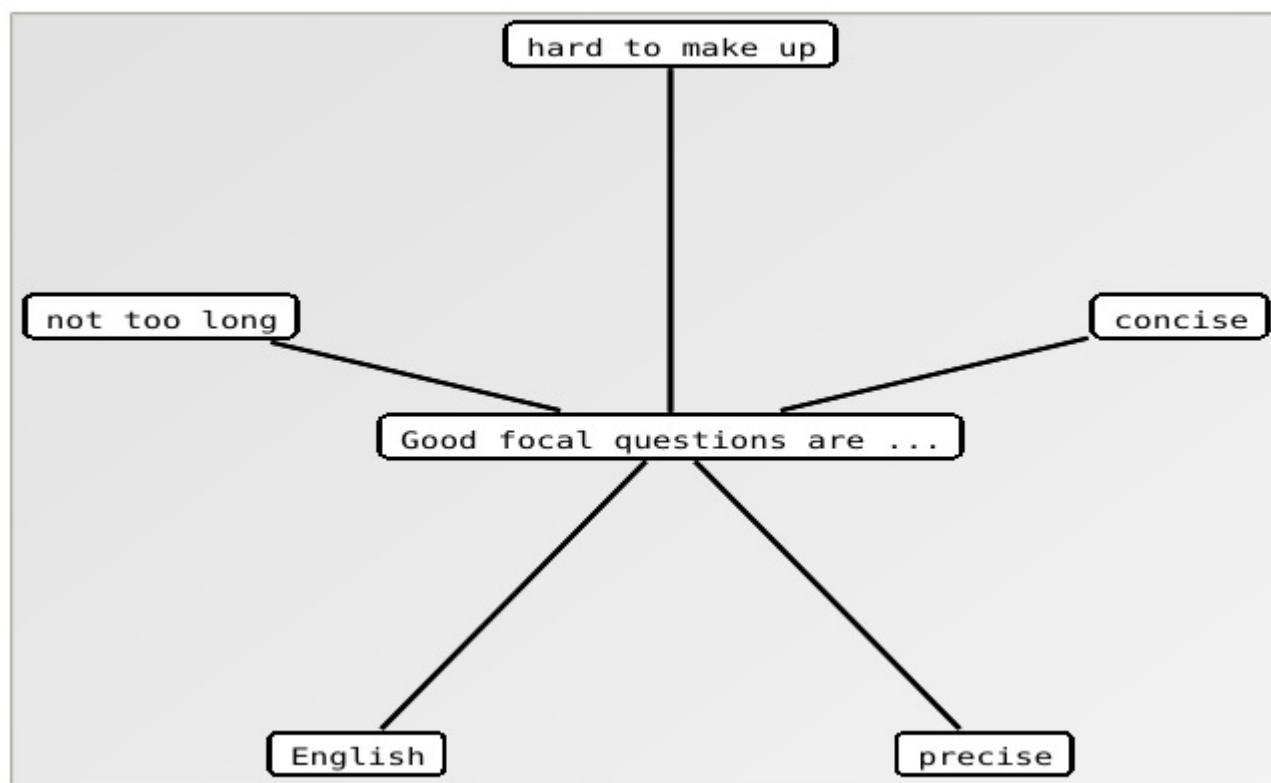 hard to make up
not too long
concise
Good focal questions are ...
English
precise